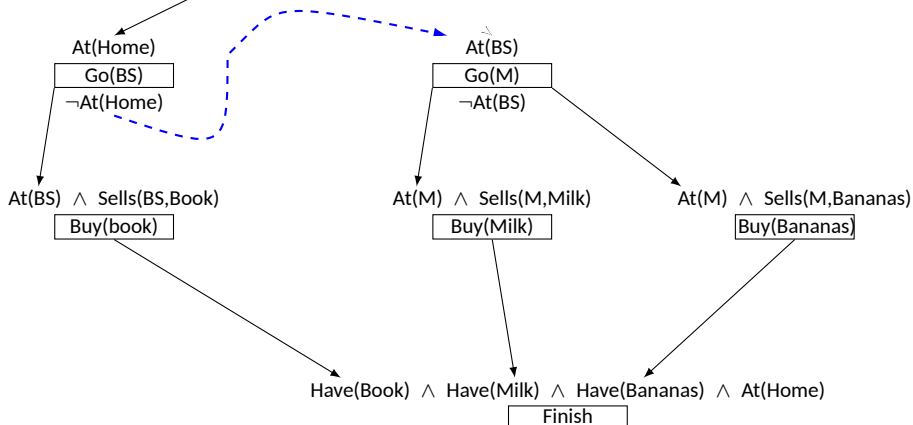 At(Home)
At(BS)
Go(BS)
Go(M)
¬At(Home)
¬At(BS)
At(BS) ∧ Sells(BS,Book)
At(M) ∧ Sells(M,Milk)
At(M) ∧ Sells(M,Bananas)
Buy(book)
Buy(Milk)
Buy(Bananas)
Have(Book) ∧ Have(Milk) ∧ Have(Bananas) ∧ At(Home)
Finish